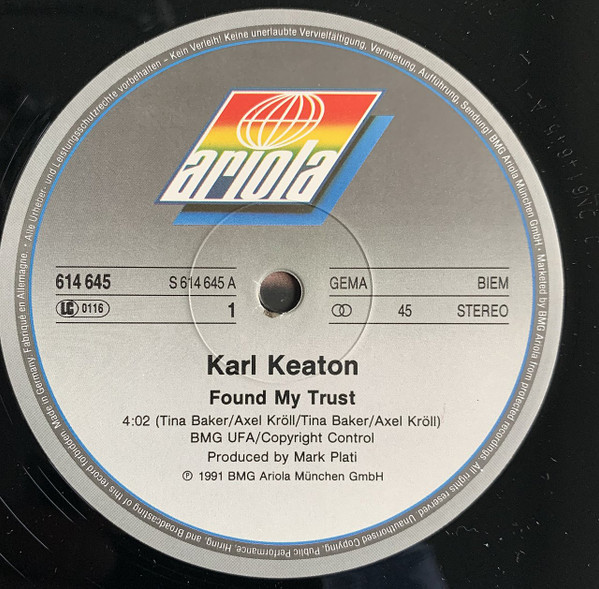 ariola
614 645 S 614 645 A GEMA BIEM
LC 0116 1 45 STEREO
Karl Keaton
Found My Trust
4:02 (Tina Baker/Axel Kröll/Tina Baker/Axel Kröll)
BMG UFA/Copyright Control
Produced by Mark Plati
℗ 1991 BMG Ariola München GmbH
Alle Urheber- und Leistungsschutzrechte vorbehalten – Kein Verleih! Keine unerlaubte Vervielfältigung, Vermietung, Aufführung, Sendung! BMG Ariola München GmbH • Marketed by BMG Ariola from protected recordings. All rights reserved. Unauthorised Copying, Public Performance, Hiring, and Broadcasting of this record forbidden. Made in Germany. Fabriqué en Allemagne. •